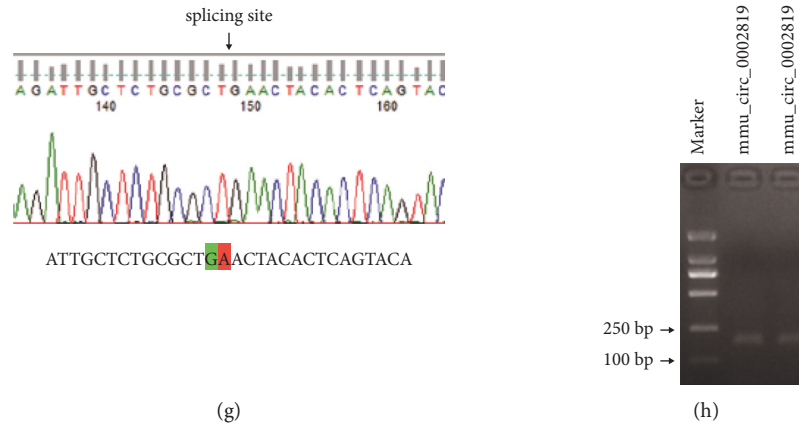 splicing site
AGATTGCTCTGCGCTGAACTACACTCAGTAC
140 150 160
ATTGCTCTGCGCTGAACTACACTCAGTACA
(g)
Marker
mmu_circ_0002819
mmu_circ_0002819
250 bp
100 bp
(h)